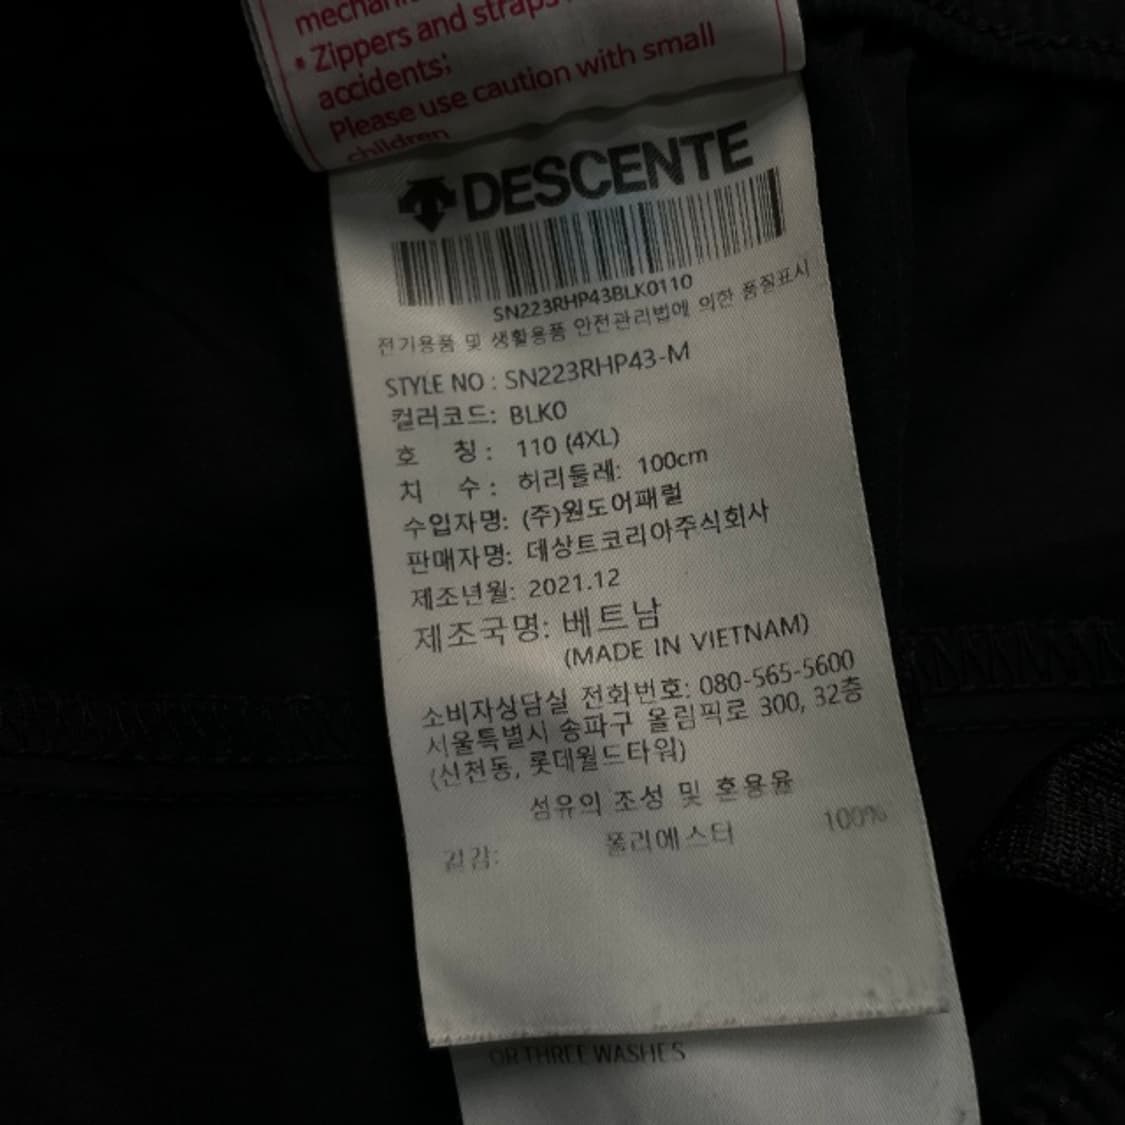 • Zippers and straps
accidents;
Please use caution with small
children
DESCENTE
SN223RHP43BLK0110
전기용품 및 생활용품 안전관리법에 의한 품질표시
STYLE NO : SN223RHP43-M
컬러코드: BLK0
호 칭 : 110 (4XL)
치 수 : 허리둘레: 100cm
수입자명: (주)원도어패럴
판매자명: 데상트코리아주식회사
제조년월: 2021.12
제조국명: 베트남
(MADE IN VIETNAM)
소비자상담실 전화번호: 080-565-5600
서울특별시 송파구 올림픽로 300, 32층
(신천동, 롯데월드타워)
섬유의 조성 및 혼용율
겉감: 폴리에스터 100%
OR THREE WASHES